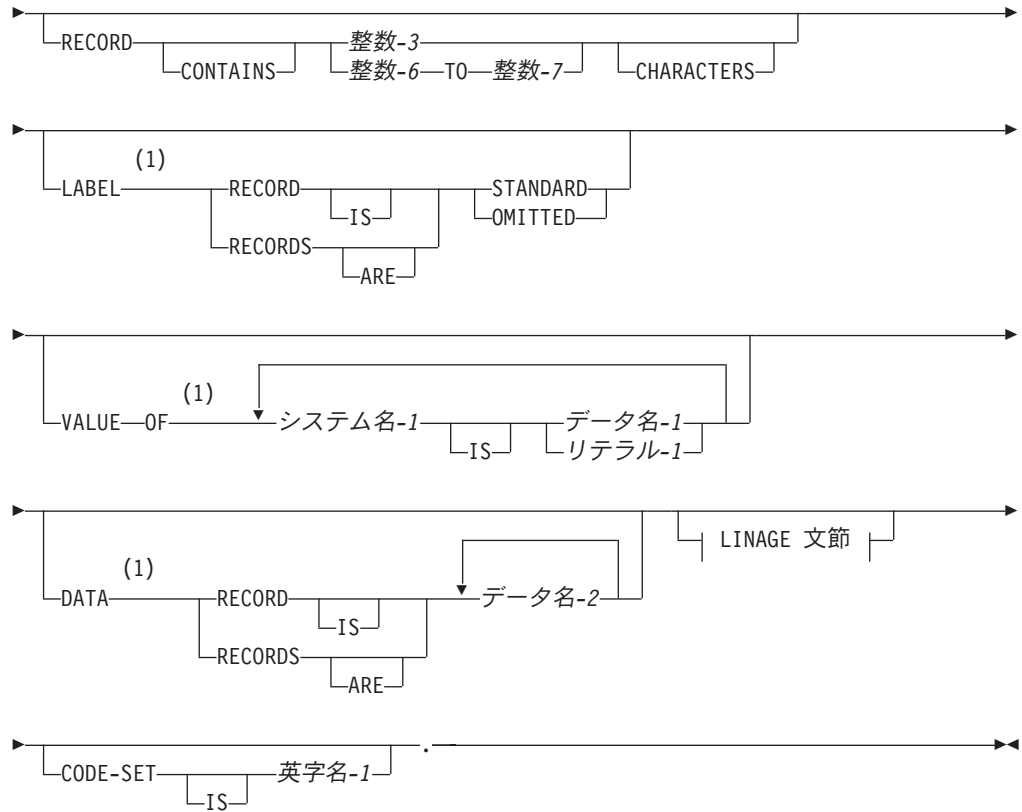 RECORD CONTAINS 整数-3 CHARACTERS
整数-6 TO 整数-7
LABEL (1) RECORD IS STANDARD
OMITTED
RECORDS ARE
VALUE OF (1) システム名-1 IS データ名-1
リテラル-1
DATA (1) RECORD IS データ名-2 LINAGE 文節
RECORDS ARE
CODE-SET IS 英字名-1 .